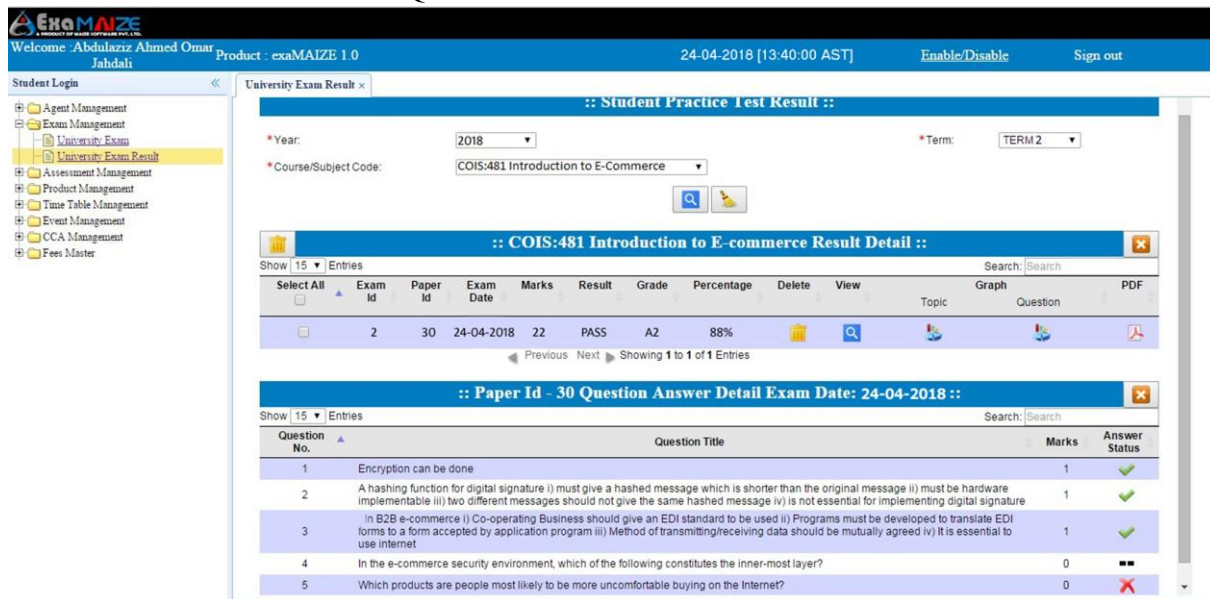 Q
ExaMAIZE
A PRODUCT OF MAIZE SOFTWARE PVT. LTD.
Welcome :Abdulaziz Ahmed Omar Jahdali
Product : exaMAIZE 1.0
24-04-2018 [13:40:00 AST]
Enable/Disable
Sign out
Student Login
Agent Management
Exam Management
University Exam
University Exam Result
Assessment Management
Product Management
Time Table Management
Event Management
CCA Management
Fees Master
University Exam Result ×
:: Student Practice Test Result ::
*Year: 2018 *Term: TERM 2
*Course/Subject Code: COIS:481 Introduction to E-Commerce
:: COIS:481 Introduction to E-commerce Result Detail ::
Show 15 Entries Search: Search
Select All Exam Id Paper Id Exam Date Marks Result Grade Percentage Delete View Graph PDF
Topic Question
2 30 24-04-2018 22 PASS A2 88%
Previous Next Showing 1 to 1 of 1 Entries
:: Paper Id - 30 Question Answer Detail Exam Date: 24-04-2018 ::
Show 15 Entries Search: Search
Question No. Question Title Marks Answer Status
1 Encryption can be done 1
2 A hashing function for digital signature i) must give a hashed message which is shorter than the original message ii) must be hardware
implementable iii) two different messages should not give the same hashed message iv) is not essential for implementing digital signature 1
3 In B2B e-commerce i) Co-operating Business should give an EDI standard to be used ii) Programs must be developed to translate EDI
forms to a form accepted by application program iii) Method of transmitting/receiving data should be mutually agreed iv) It is essential to
use internet 1
4 In the e-commerce security environment, which of the following constitutes the inner-most layer? 0
5 Which products are people most likely to be more uncomfortable buying on the Internet? 0